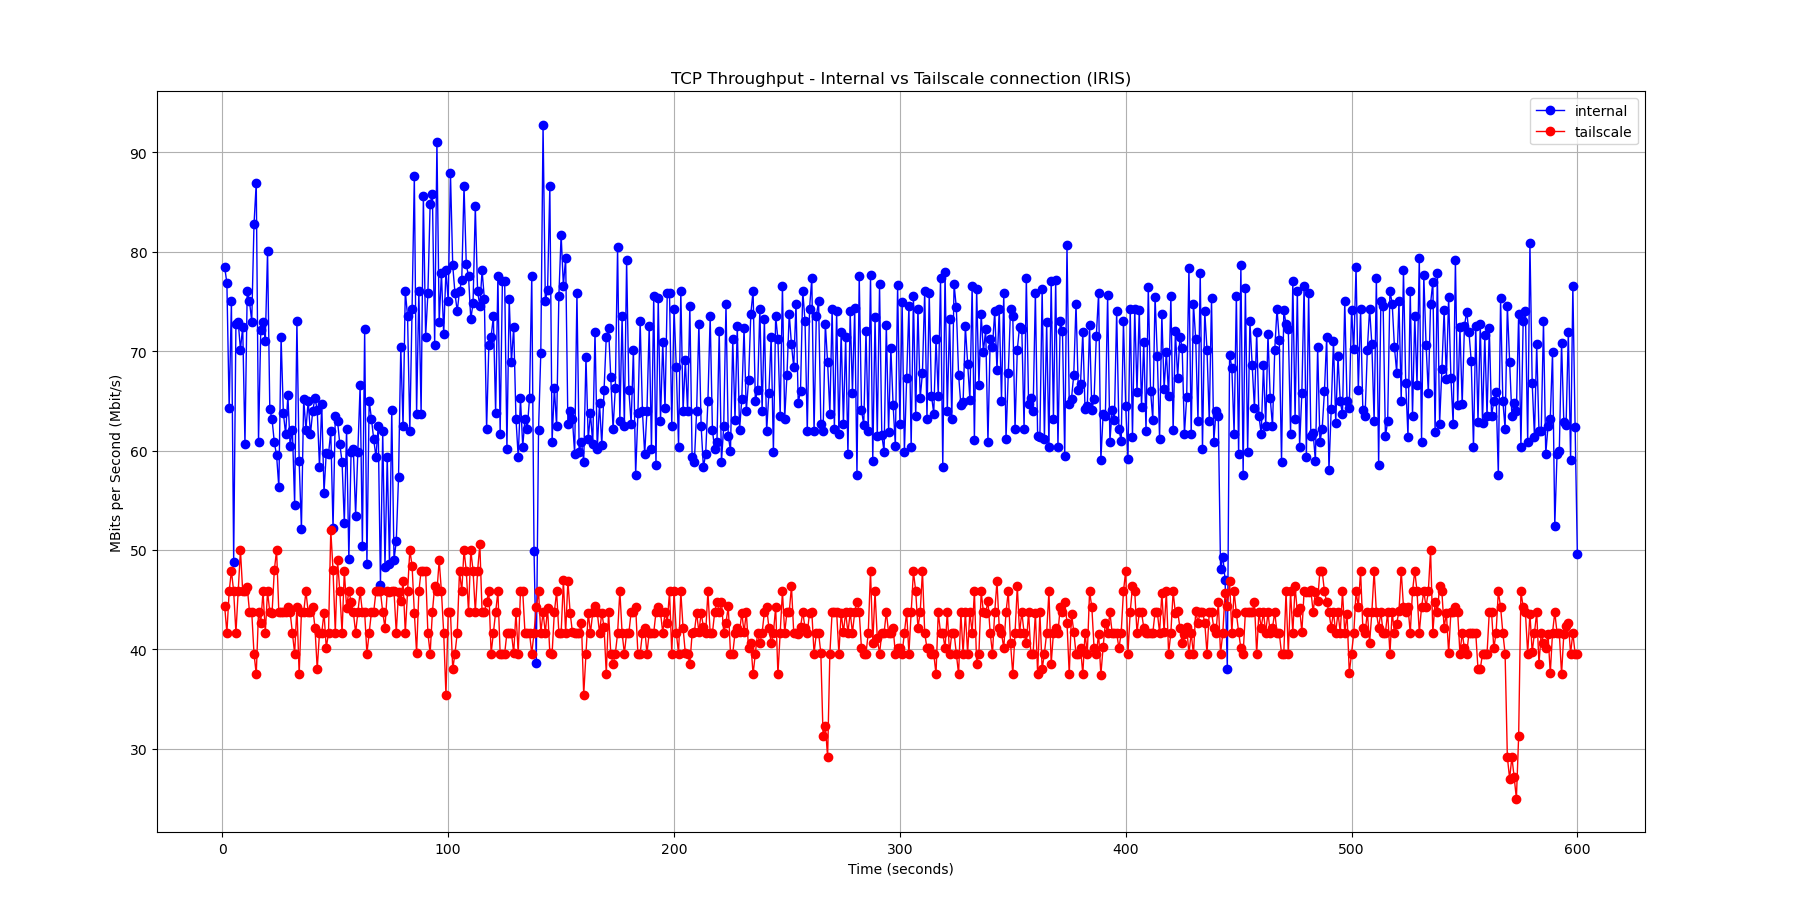 TCP Throughput - Internal vs Tailscale connection (IRIS)
internal
tailscale
MBits per Second (Mbit/s)
90
80
70
60
50
40
30
0
100
200
300
400
500
600
Time (seconds)